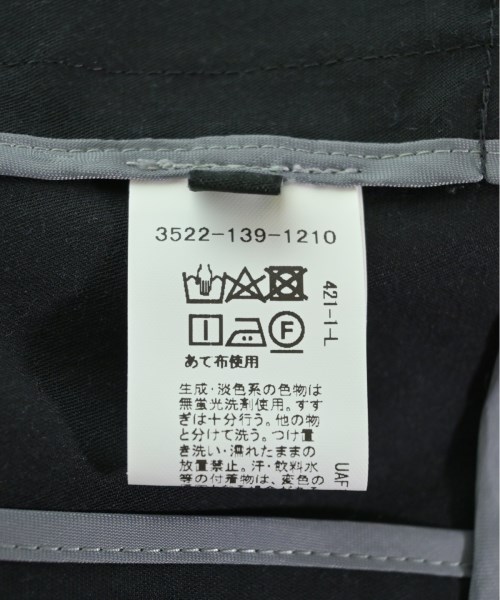 3522-139-1210
F
あて布使用
生成・淡色系の色物は
無蛍光洗剤使用。すす
ぎは十分行う。他の物
と分けて洗う。つけ置
き洗い・濡れたままの
放置禁止。汗・飲料水
等の付着物は、変色の
421-1-L
UAF